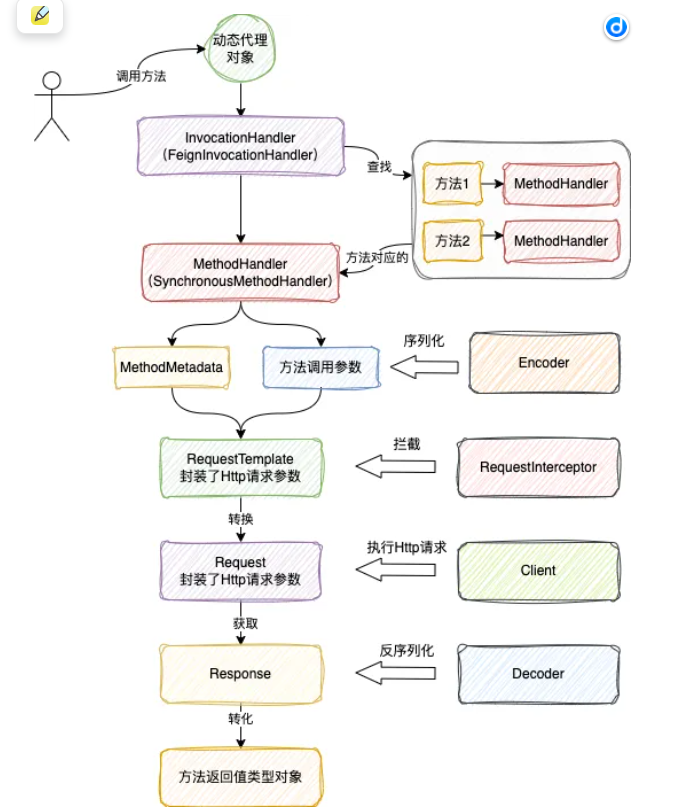 动态代理
对象
调用方法
InvocationHandler
（FeignInvocationHandler）
查找
方法1
MethodHandler
方法2
MethodHandler
方法对应的
MethodHandler
（SynchronousMethodHandler）
MethodMetadata
方法调用参数
序列化
Encoder
RequestTemplate
封装了Http请求参数
拦截
RequestInterceptor
转换
Request
封装了Http请求参数
执行Http请求
Client
获取
Response
反序列化
Decoder
转化
方法返回值类型对象